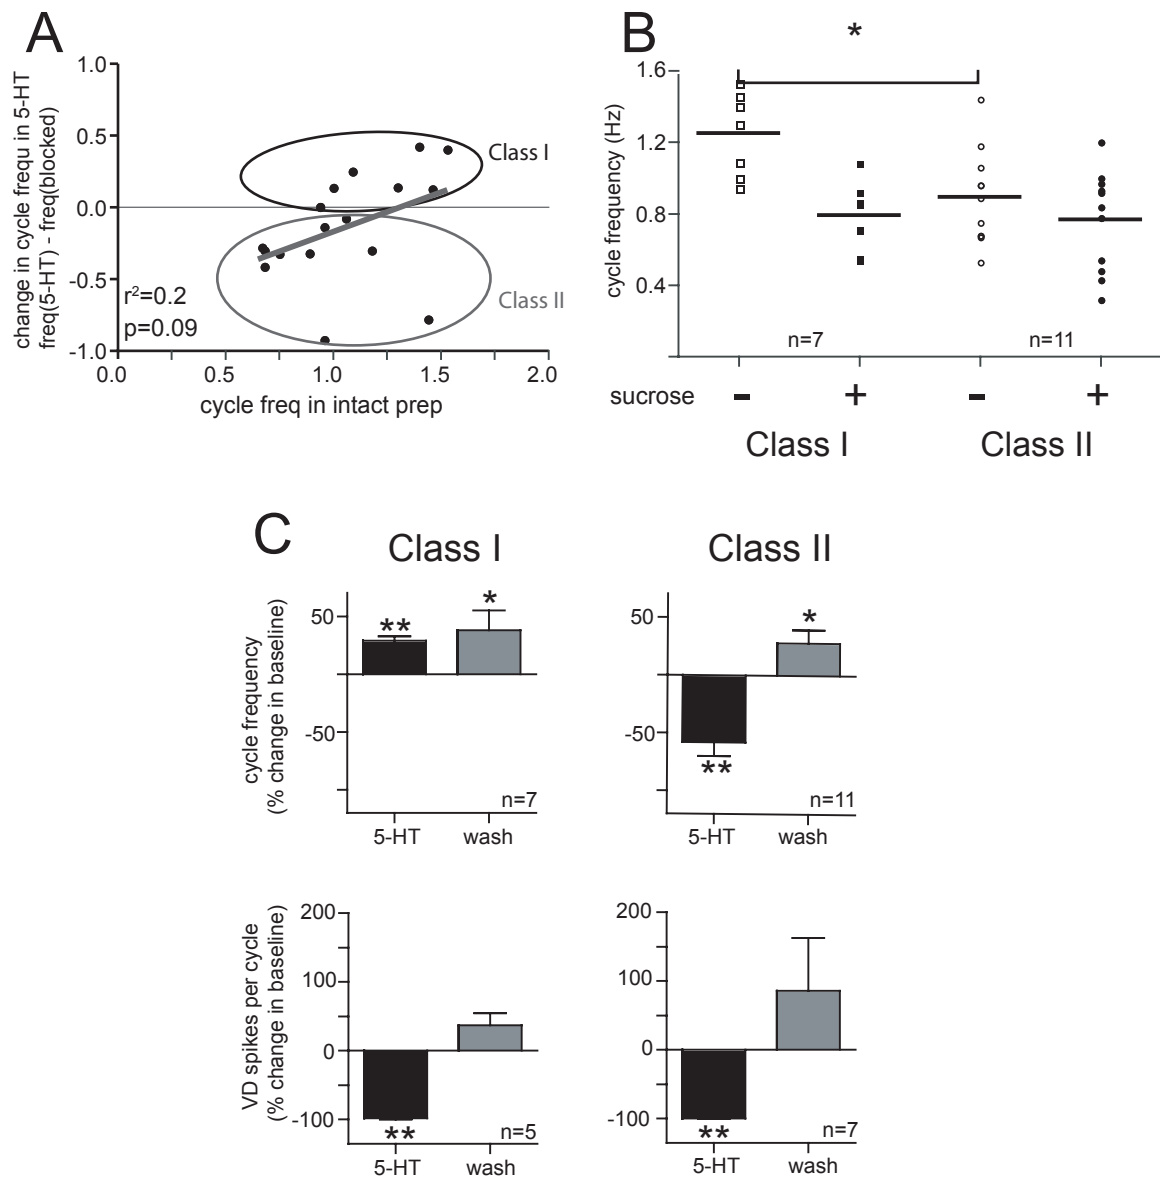 A
change in cycle frequ in 5-HT
freq(5-HT) - freq(blocked)
1.0
0.5
0.0
-0.5
-1.0
Class I
Class II
r²=0.2
p=0.09
0.0 0.5 1.0 1.5 2.0
cycle freq in intact prep
B
*
cycle frequency (Hz)
1.6
1.2
0.8
0.4
n=7 n=11
sucrose - + - +
Class I Class II
C
Class I Class II
cycle frequency
(% change in baseline)
50
-50
** *
n=7
5-HT wash
50
-50
*
**
n=11
5-HT wash
VD spikes per cycle
(% change in baseline)
200
100
0
-100
**
n=5
5-HT wash
200
100
0
-100
**
n=7
5-HT wash